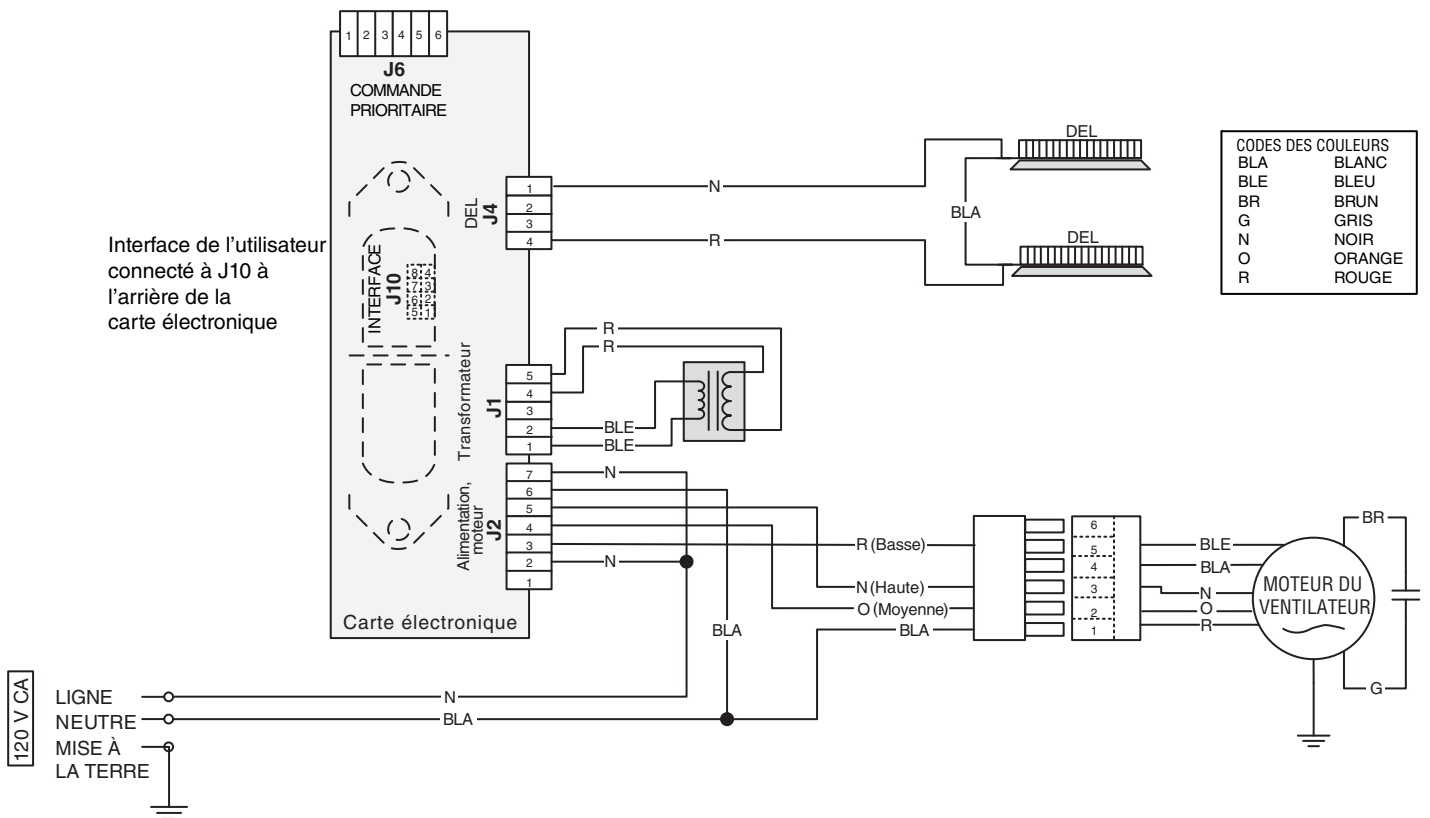 1 2 3 4 5 6
J6
COMMANDE
PRIORITAIRE
Interface de l'utilisateur
connecté à J10 à
l'arrière de la
carte électronique
INTERFACE
J10
8 4
7 3
6 2
5 1
DEL
J4
1
2
3
4
N
R
BLA
DEL
DEL
CODES DES COULEURS
BLA BLANC
BLE BLEU
BR BRUN
G GRIS
N NOIR
O ORANGE
R ROUGE
Transformateur
J1
5
4
3
2
1
R
R
BLE
BLE
Alimentation,
moteur
J2
7
6
5
4
3
2
1
N
N
BLA
R (Basse)
N (Haute)
O (Moyenne)
BLA
6
5
4
3
2
1
BLE
BLA
N
O
R
MOTEUR DU
VENTILATEUR
BR
G
Carte électronique
120 V CA
LIGNE
NEUTRE
MISE À
LA TERRE
N
BLA